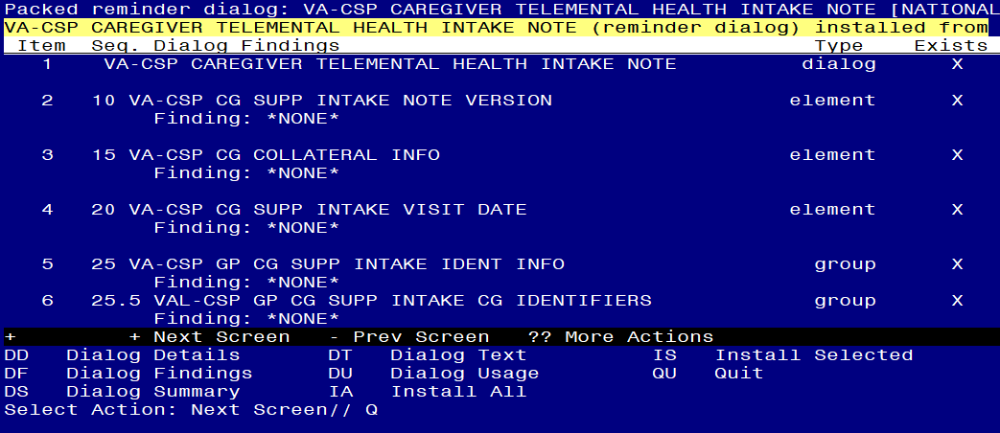 Packed reminder dialog: VA-CSP CAREGIVER TELEMENTAL HEALTH INTAKE NOTE [NATIONAL
VA-CSP CAREGIVER TELEMENTAL HEALTH INTAKE NOTE (reminder dialog) installed from
Item Seq. Dialog Findings Type Exists
1 VA-CSP CAREGIVER TELEMENTAL HEALTH INTAKE NOTE dialog X
2 10 VA-CSP CG SUPP INTAKE NOTE VERSION element X
Finding: *NONE*
3 15 VA-CSP CG COLLATERAL INFO element X
Finding: *NONE*
4 20 VA-CSP CG SUPP INTAKE VISIT DATE element X
Finding: *NONE*
5 25 VA-CSP GP CG SUPP INTAKE IDENT INFO group X
Finding: *NONE*
6 25.5 VAL-CSP GP CG SUPP INTAKE CG IDENTIFIERS group X
Finding: *NONE*
+ + Next Screen - Prev Screen ?? More Actions
DD Dialog Details DT Dialog Text IS Install Selected
DF Dialog Findings DU Dialog Usage QU Quit
DS Dialog Summary IA Install All
Select Action: Next Screen// Q